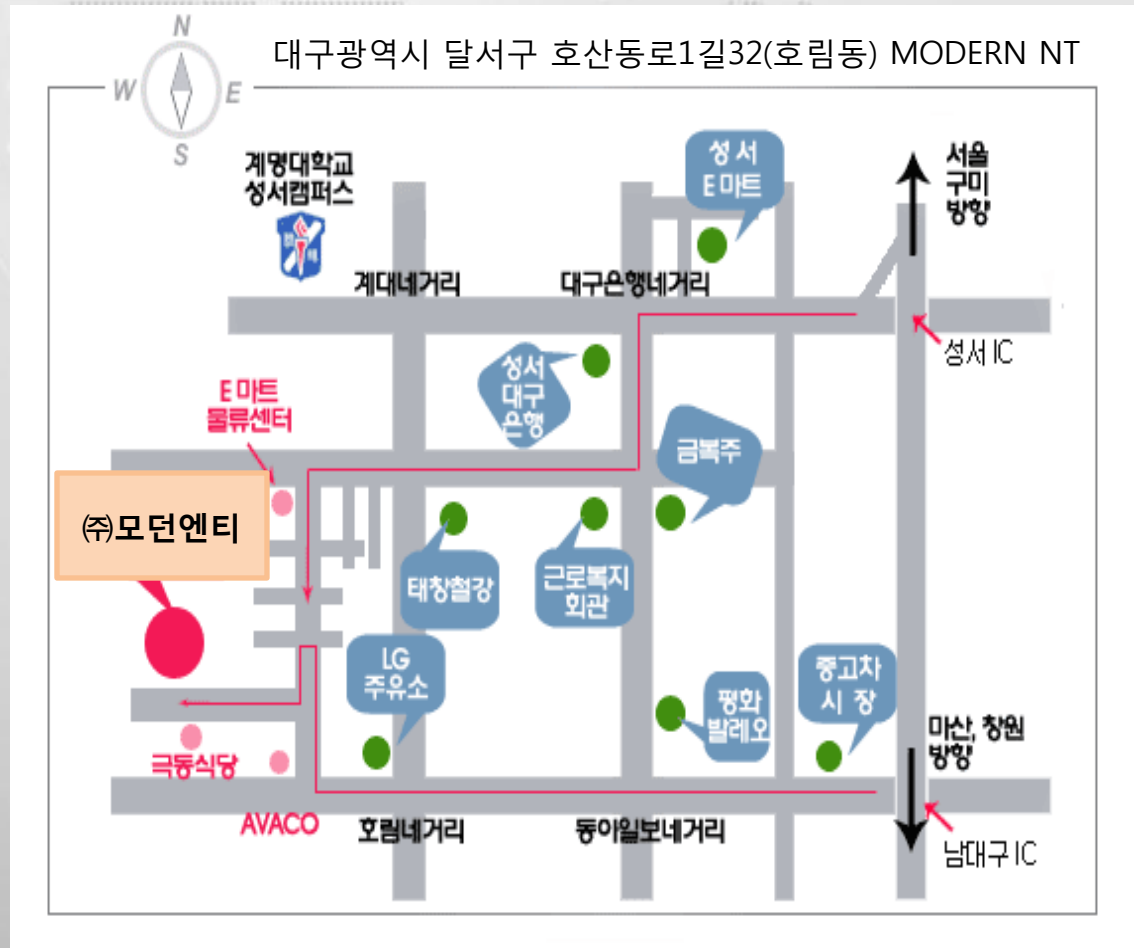 N
대구광역시 달서구 호산동로1길32(호림동) MODERN NT
W
E
S
계명대학교
성서캠퍼스
성 서
E 마트
서울
구미
방향
계대네거리
대구은행네거리
성서 IC
성서
대구
은행
E 마트
물류센터
금복주
㈜모던엔티
태창철강
근로복지
회관
LG
주유소
중고차
시 장
평화
발레오
마산, 창원
방향
극동식당
AVACO
호림네거리
동아일보네거리
남대구 IC